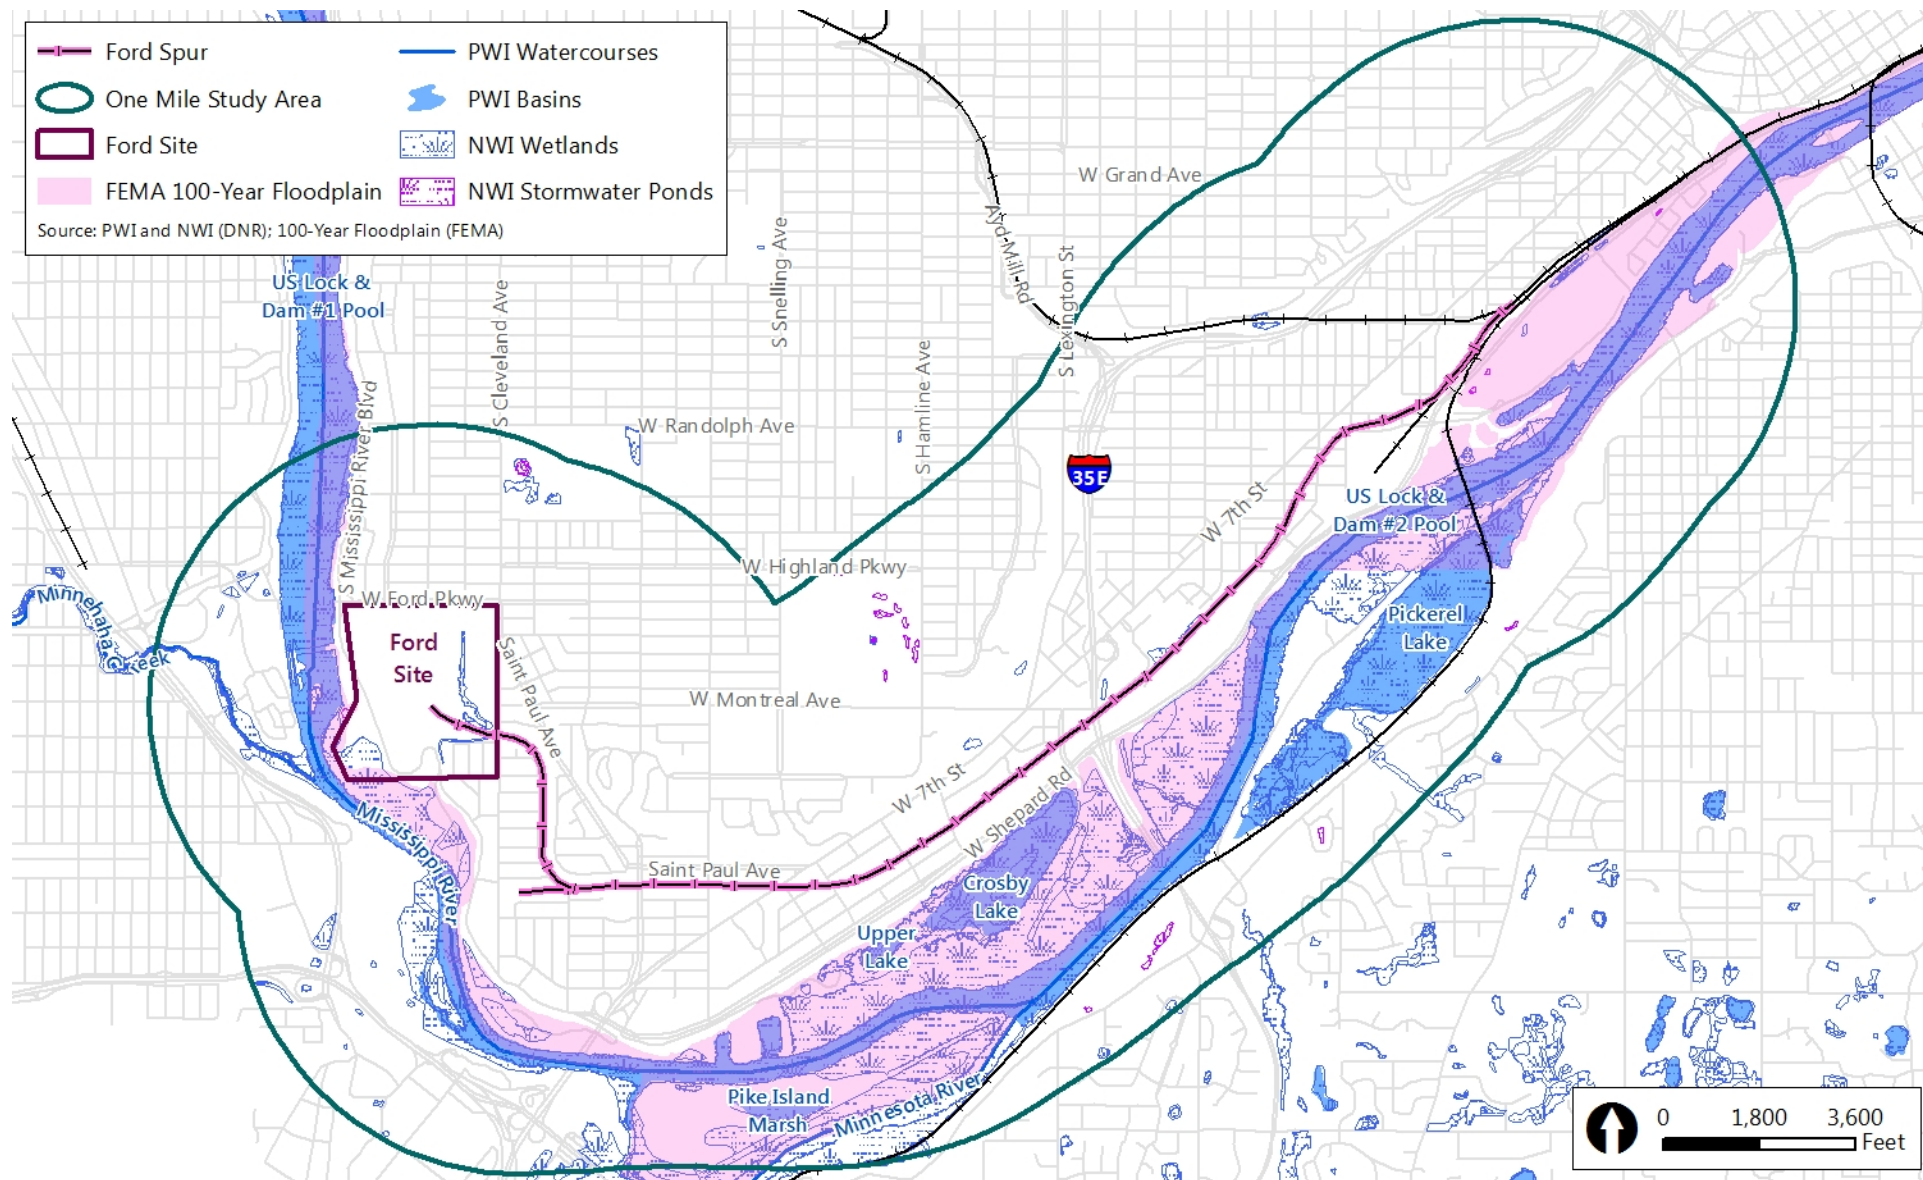 Ford Spur
PWI Watercourses
One Mile Study Area
PWI Basins
Ford Site
NWI Wetlands
FEMA 100-Year Floodplain
NWI Stormwater Ponds
Source: PWI and NWI (DNR); 100-Year Floodplain (FEMA)
US Lock &
Dam #1 Pool
S Cleveland Ave
S Snelling Ave
W Grand Ave
Ayd Mill Rd
S Lexington St
S Hamline Ave
S Mississippi River Blvd
W Randolph Ave
35E
W 7th St
US Lock &
Dam #2 Pool
W Highland Pkwy
Minnehaha Creek
W Ford Pkwy
Ford
Site
Saint Paul Ave
Pickerel
Lake
W Montreal Ave
W 7th St
W Shepard Rd
Mississippi River
Saint Paul Ave
Crosby
Lake
Upper
Lake
Pike Island
Marsh
Minnesota River
0 1,800 3,600
Feet